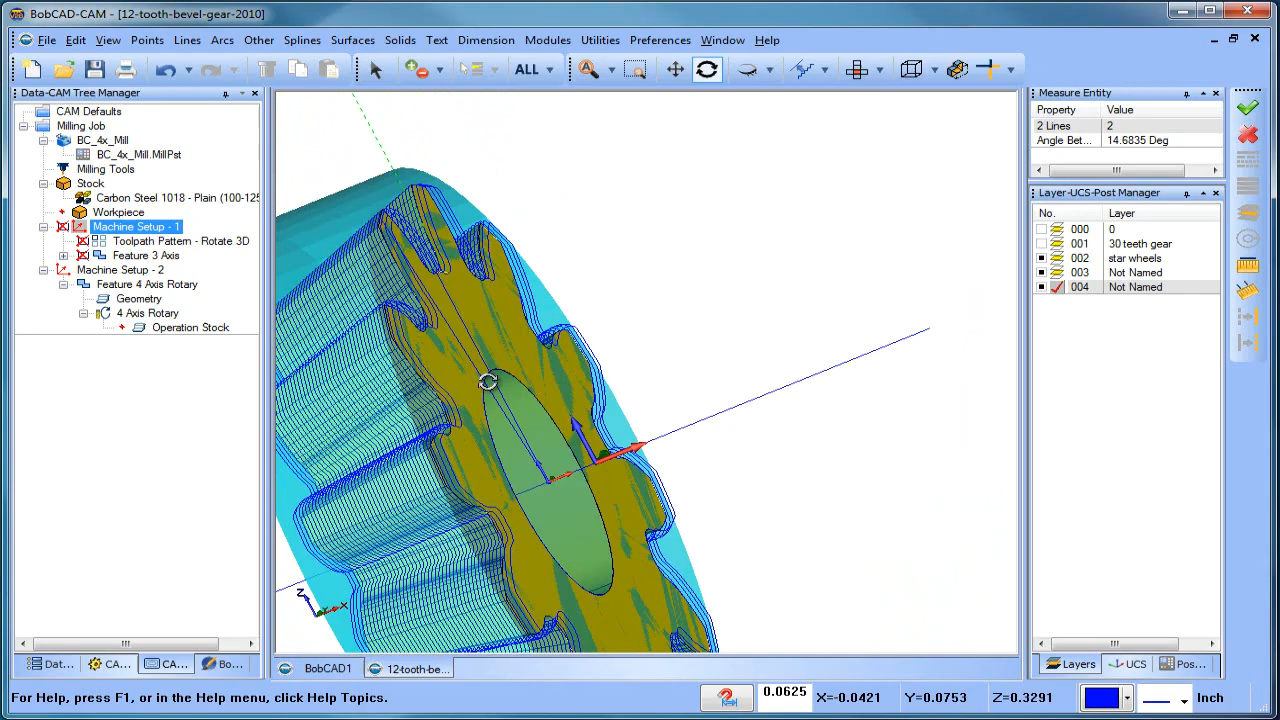 BobCAD-CAM - [12-tooth-bevel-gear-2010]
File Edit View Points Lines Arcs Other Splines Surfaces Solids Text Dimension Modules Utilities Preferences Window Help
ALL
Data-CAM Tree Manager
CAM Defaults
Milling Job
BC_4x_Mill
BC_4x_Mill.MillPst
Milling Tools
Stock
Carbon Steel 1018 - Plain (100-125
Workpiece
Machine Setup - 1
Toolpath Pattern - Rotate 3D
Feature 3 Axis
Machine Setup - 2
Feature 4 Axis Rotary
Geometry
4 Axis Rotary
Operation Stock
Dat... CA... CA... Bo...
Z
X
BobCAD1 12-tooth-be...
Measure Entity
Property Value
2 Lines 2
Angle Bet... 14.6835 Deg
Layer-UCS-Post Manager
No. Layer
000 0
001 30 teeth gear
002 star wheels
003 Not Named
004 Not Named
Layers UCS Pos...
For Help, press F1, or in the Help menu, click Help Topics.
0.0625 X=-0.0421 Y=0.0753 Z=0.3291 Inch